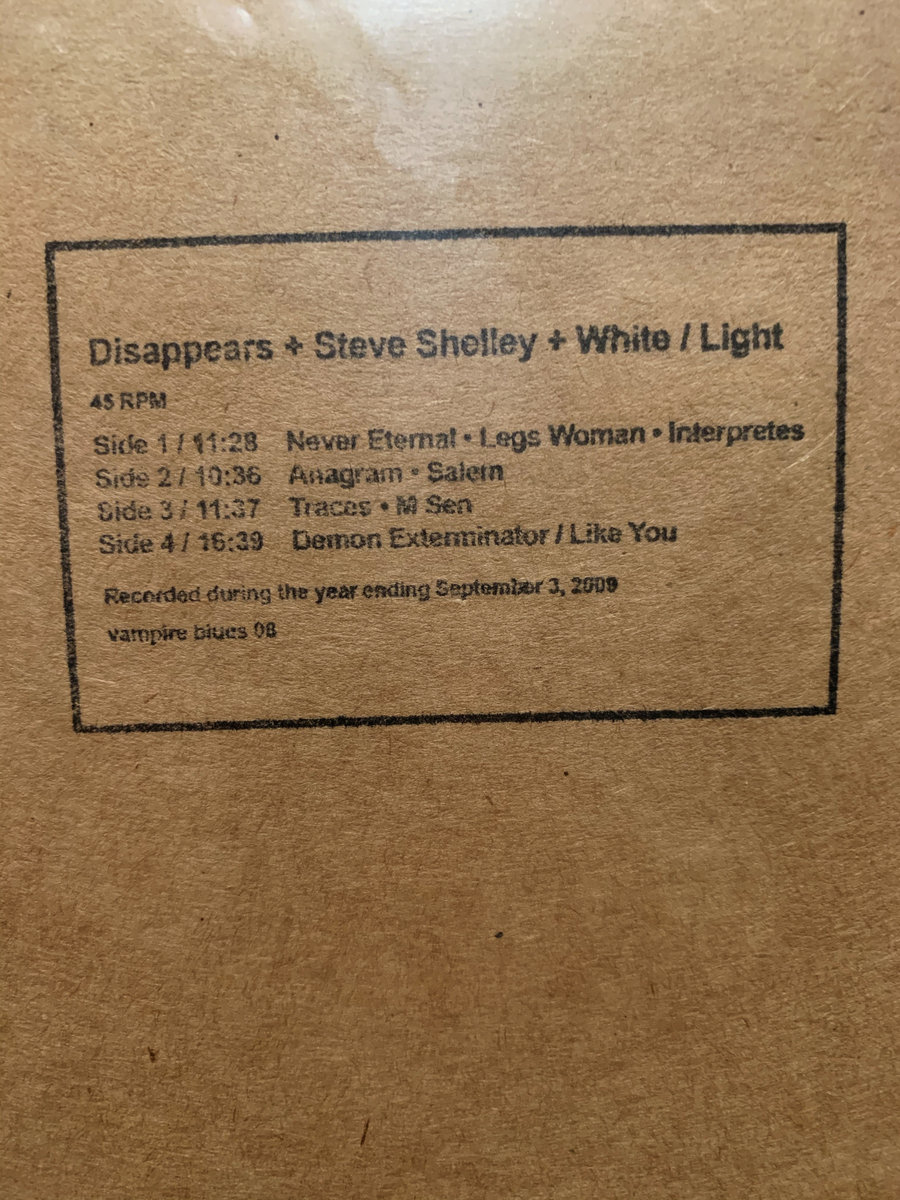 Disappears + Steve Shelley + White / Light
45 RPM
Side 1 / 11:28 Never Eternal • Legs Woman • Interpretes
Side 2 / 10:36 Anagram • Salem
Side 3 / 11:37 Traces • M Sen
Side 4 / 16:39 Demon Exterminator / Like You
Recorded during the year ending September 3, 2009
vampire blues 08